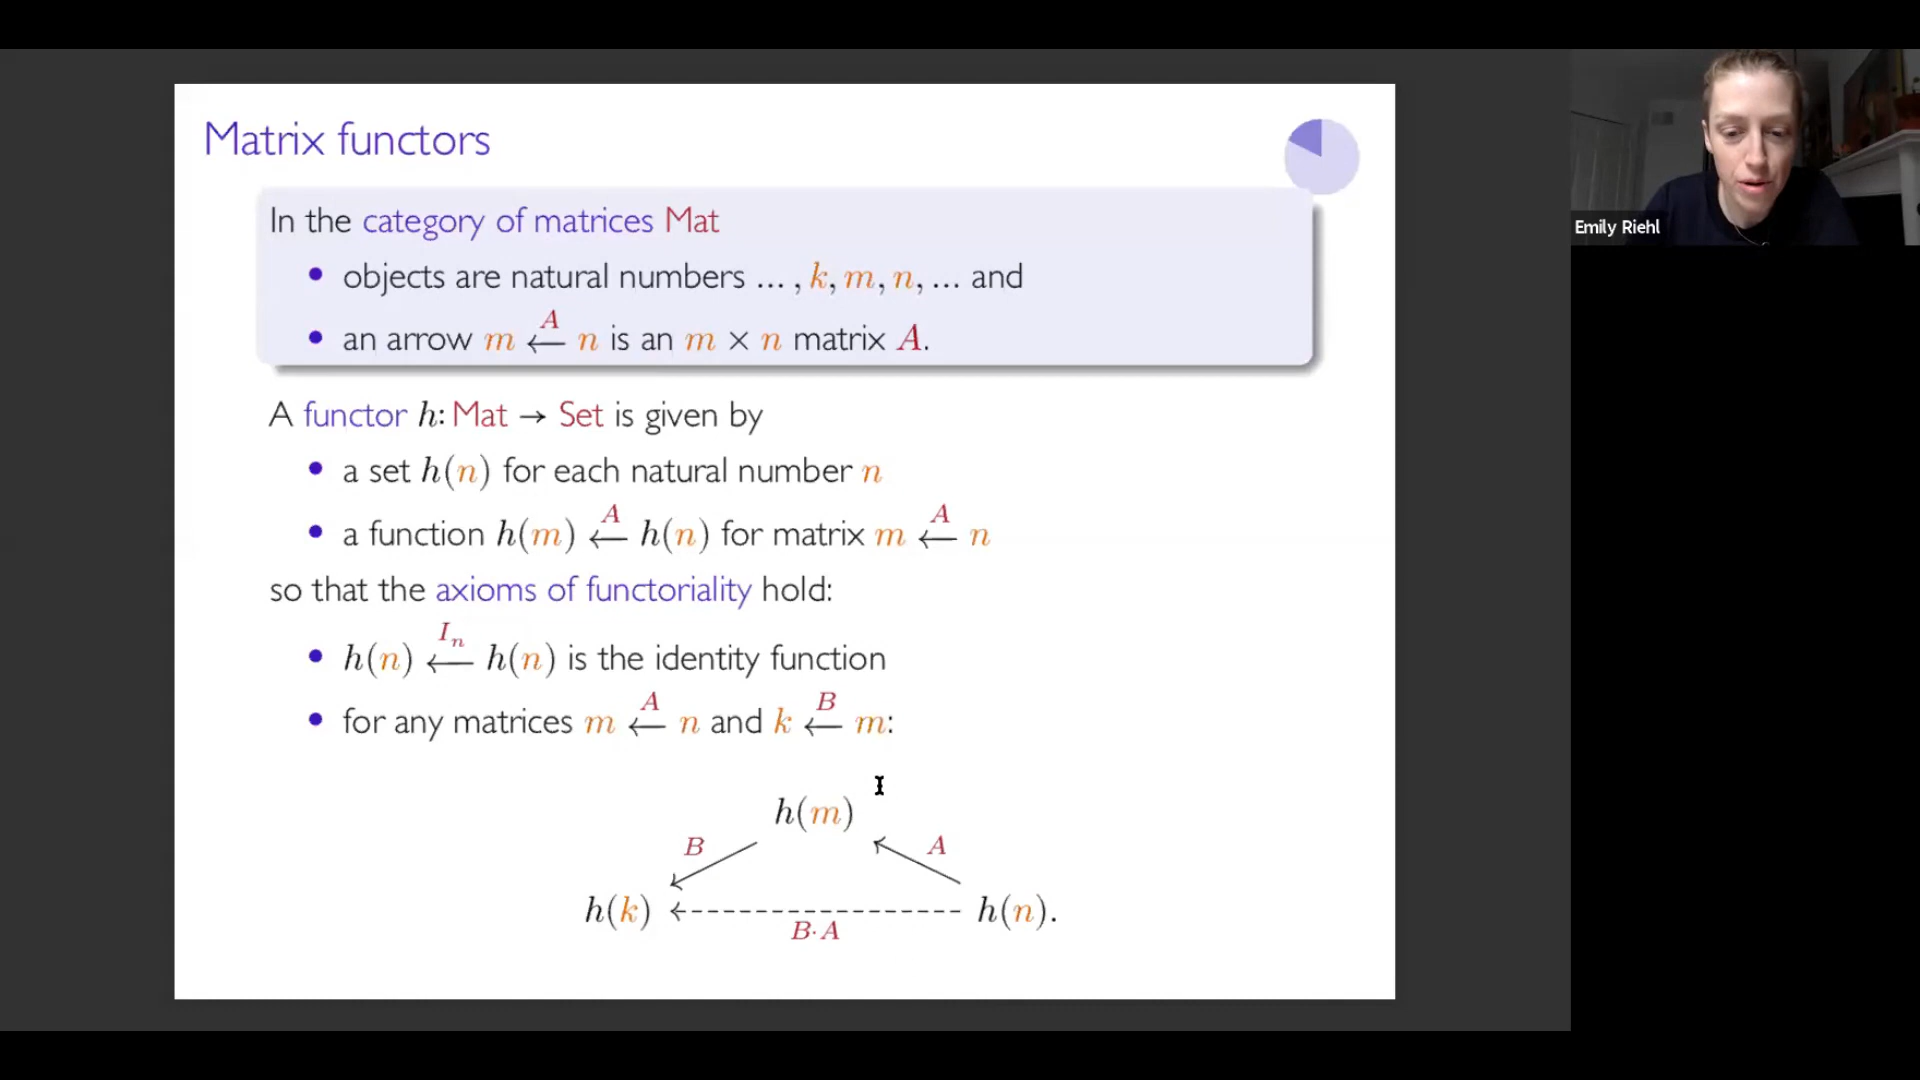 Matrix functors
In the category of matrices Mat
• objects are natural numbers … , k, m, n, … and
• an arrow m ←A n is an m × n matrix A.
A functor h: Mat → Set is given by
• a set h(n) for each natural number n
• a function h(m) ←A h(n) for matrix m ←A n
so that the axioms of functoriality hold:
• h(n) ←Iₙ h(n) is the identity function
• for any matrices m ←A n and k ←B m:
h(m)
B A
h(k) h(n).
B·A
Emily Riehl